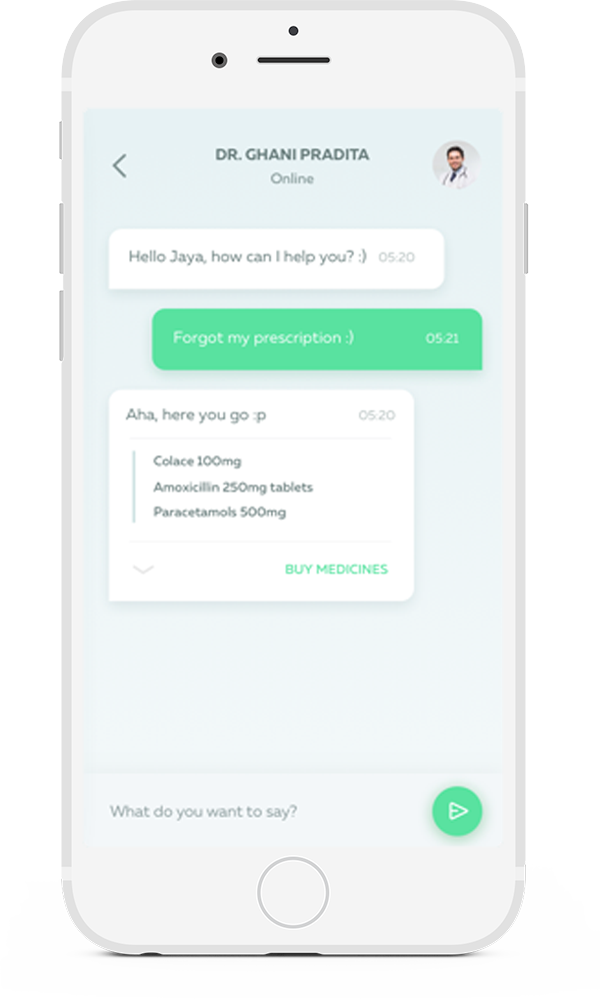 DR. GHANI PRADITA
Online
Hello Jaya, how can I help you? :) 05:20
Forgot my prescription :) 05:21
Aha, here you go :p 05:20
Colace 100mg
Amoxicillin 250mg tablets
Paracetamols 500mg
BUY MEDICINES
What do you want to say?